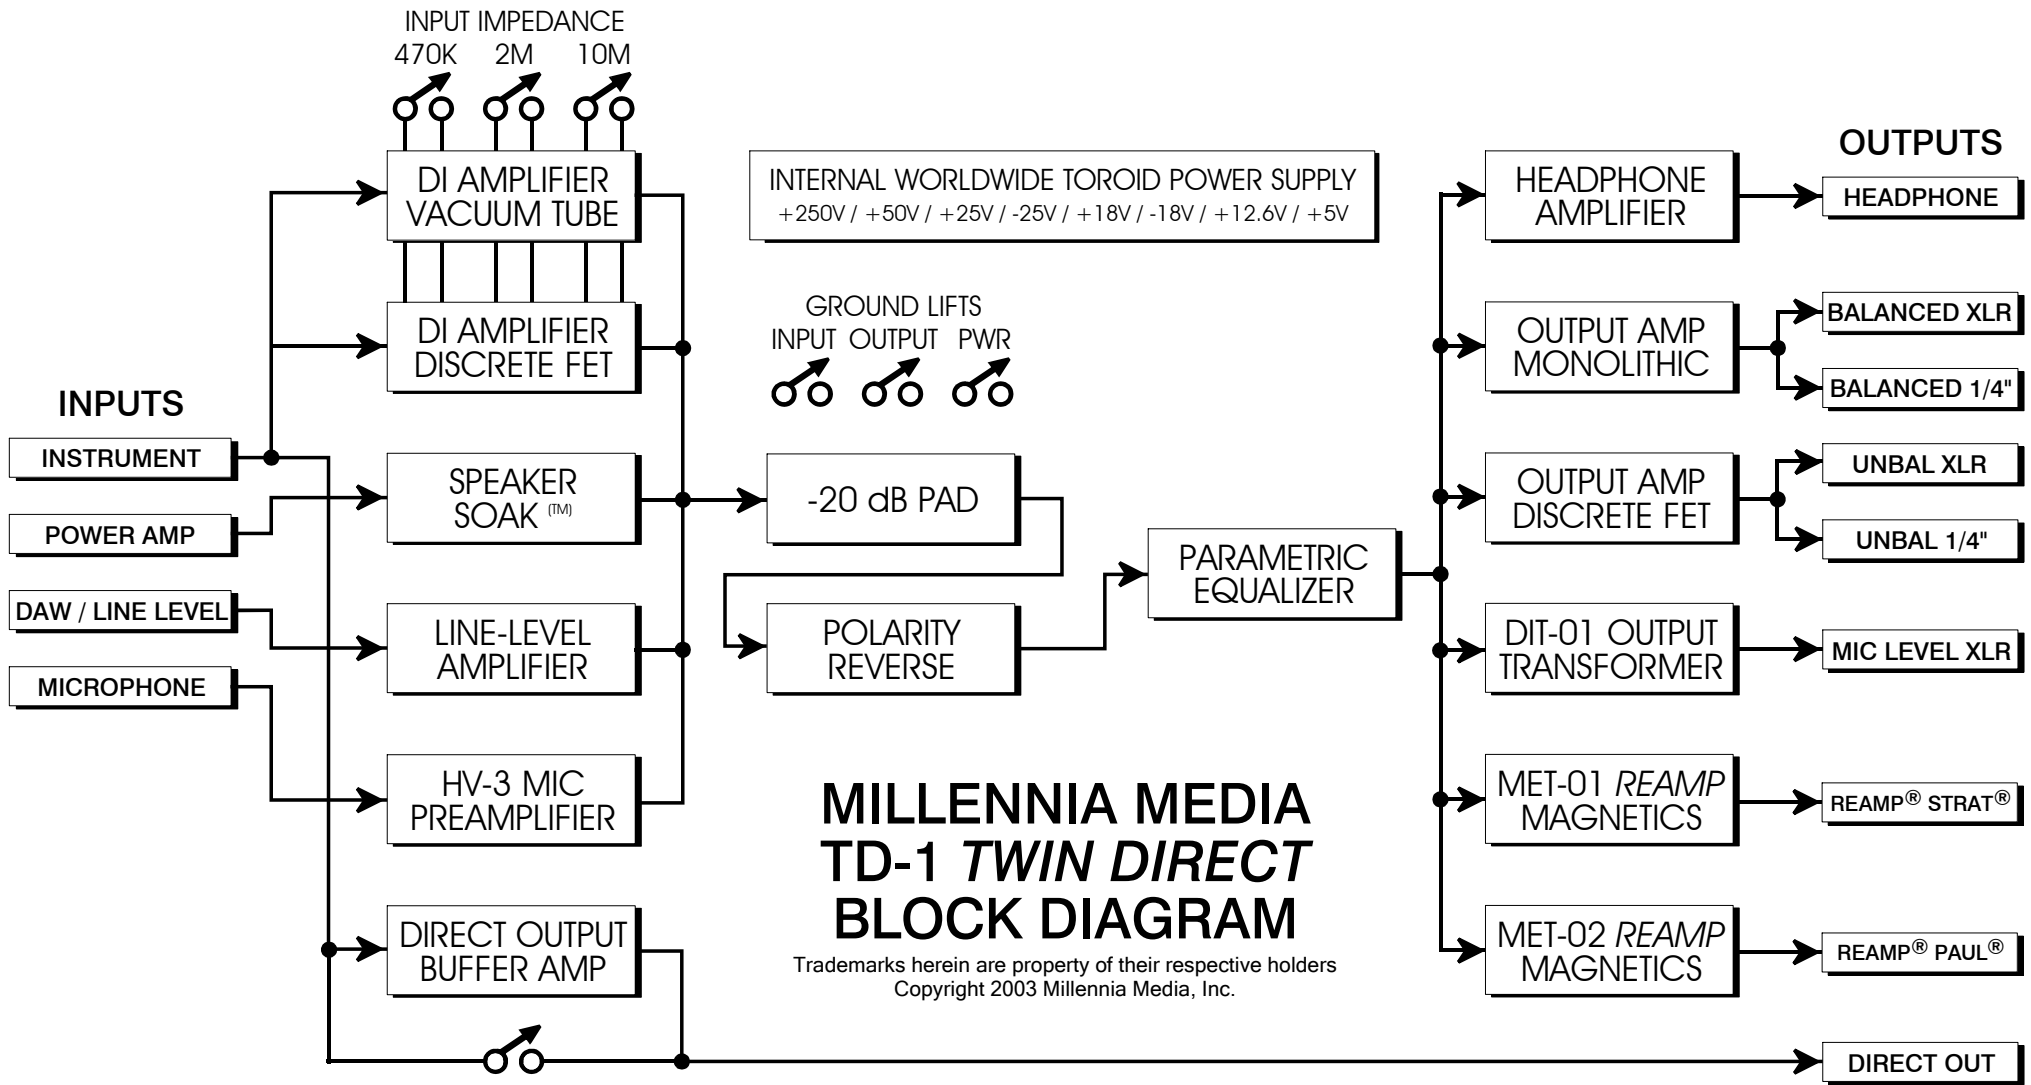 INPUT IMPEDANCE
470K 2M 10M
DI AMPLIFIER
VACUUM TUBE
DI AMPLIFIER
DISCRETE FET
INPUTS
INSTRUMENT
POWER AMP
DAW / LINE LEVEL
MICROPHONE
SPEAKER
SOAK (TM)
LINE-LEVEL
AMPLIFIER
HV-3 MIC
PREAMPLIFIER
DIRECT OUTPUT
BUFFER AMP
INTERNAL WORLDWIDE TOROID POWER SUPPLY
+250V / +50V / +25V / -25V / +18V / -18V / +12.6V / +5V
GROUND LIFTS
INPUT OUTPUT PWR
-20 dB PAD
POLARITY
REVERSE
PARAMETRIC
EQUALIZER
MILLENNIA MEDIA
TD-1 TWIN DIRECT
BLOCK DIAGRAM
Trademarks herein are property of their respective holders
Copyright 2003 Millennia Media, Inc.
HEADPHONE
AMPLIFIER
OUTPUT AMP
MONOLITHIC
OUTPUT AMP
DISCRETE FET
DIT-01 OUTPUT
TRANSFORMER
MET-01 REAMP
MAGNETICS
MET-02 REAMP
MAGNETICS
OUTPUTS
HEADPHONE
BALANCED XLR
BALANCED 1/4"
UNBAL XLR
UNBAL 1/4"
MIC LEVEL XLR
REAMP® STRAT®
REAMP® PAUL®
DIRECT OUT